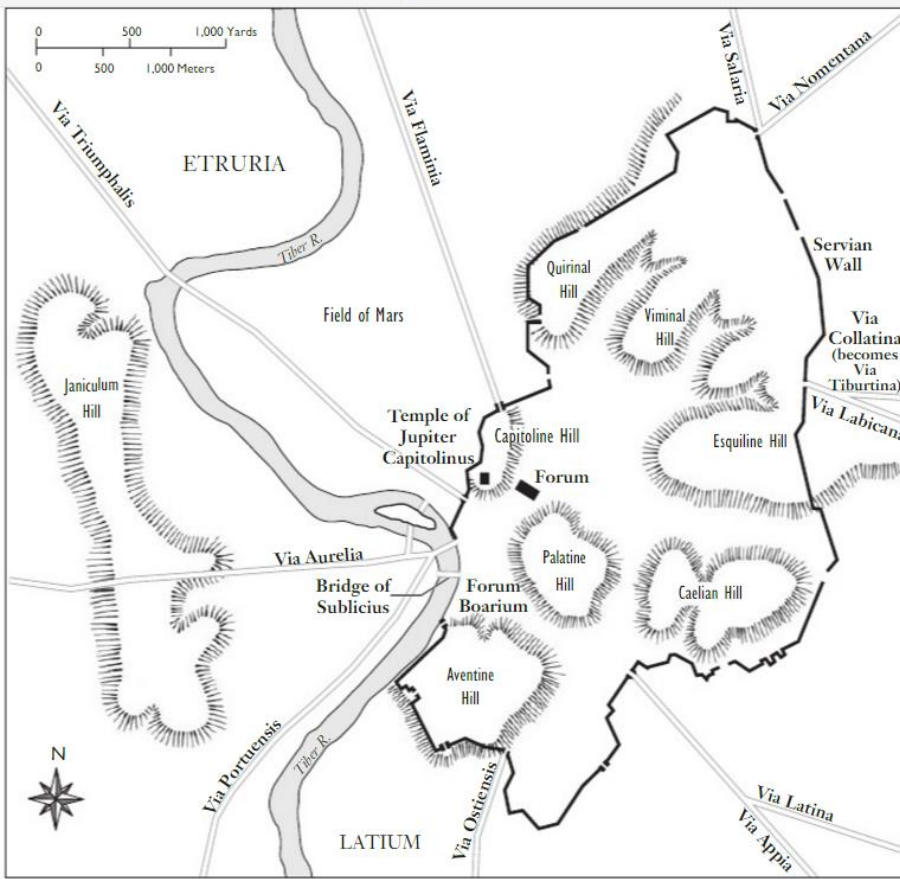 0 500 1,000 Yards
0 500 1,000 Meters
Via Triumphalis
ETRURIA
Tiber R.
Via Flaminia
Via Salaria
Via Nomentana
Servian
Wall
Quirinal
Hill
Viminal
Hill
Field of Mars
Via
Collatina
(becomes
Via
Tiburtina)
Via Labicana
Janiculum
Hill
Temple of
Jupiter
Capitolinus
Capitoline Hill
Esquiline Hill
Forum
Via Aurelia
Bridge of
Sublicius
Forum
Boarium
Palatine
Hill
Caelian Hill
Aventine
Hill
N
Via Portuensis
Tiber R.
LATIUM
Via Ostiensis
Via Latina
Via Appia